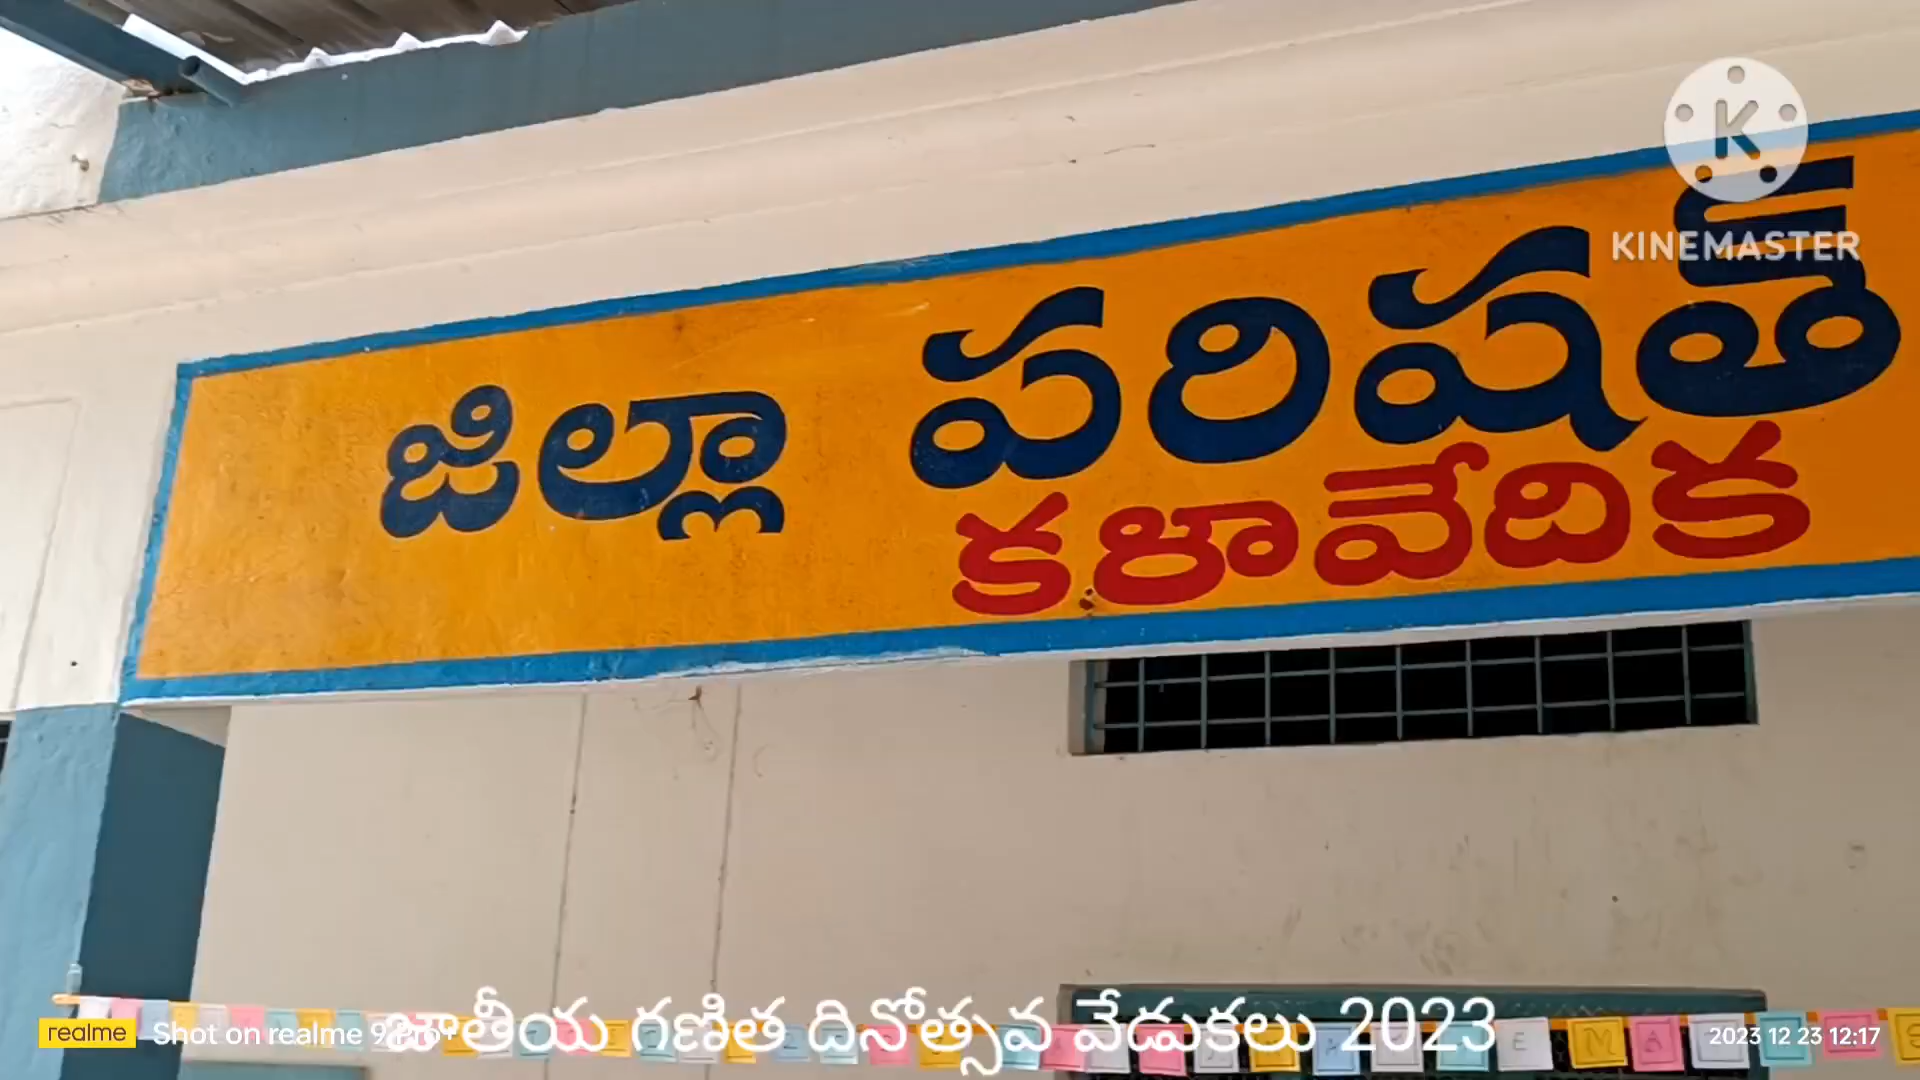 KINEMASTER
జిల్లా పరిషత్
కళావేదిక
జాతీయ గణిత దినోత్సవ వేడుకలు 2023
realme Shot on realme 9 Pro+
2023 12 23 12:17